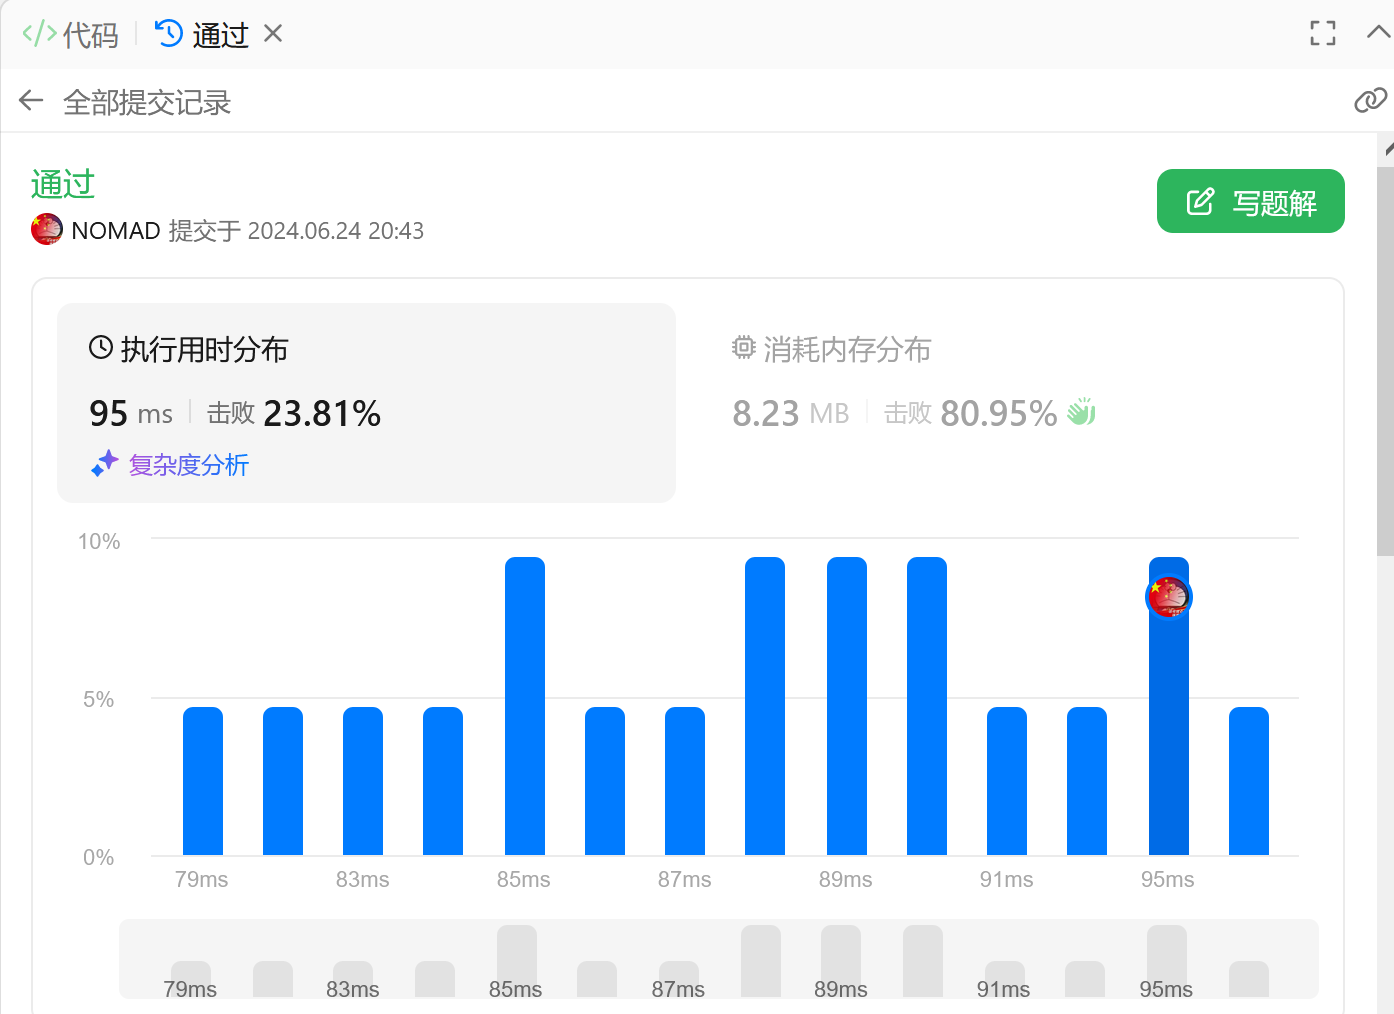 代码 通过
全部提交记录
通过
写题解
NOMAD 提交于 2024.06.24 20:43
执行用时分布
95 ms 击败 23.81%
复杂度分析
消耗内存分布
8.23 MB 击败 80.95%
10%
5%
0%
79ms 83ms 85ms 87ms 89ms 91ms 95ms
79ms 83ms 85ms 87ms 89ms 91ms 95ms